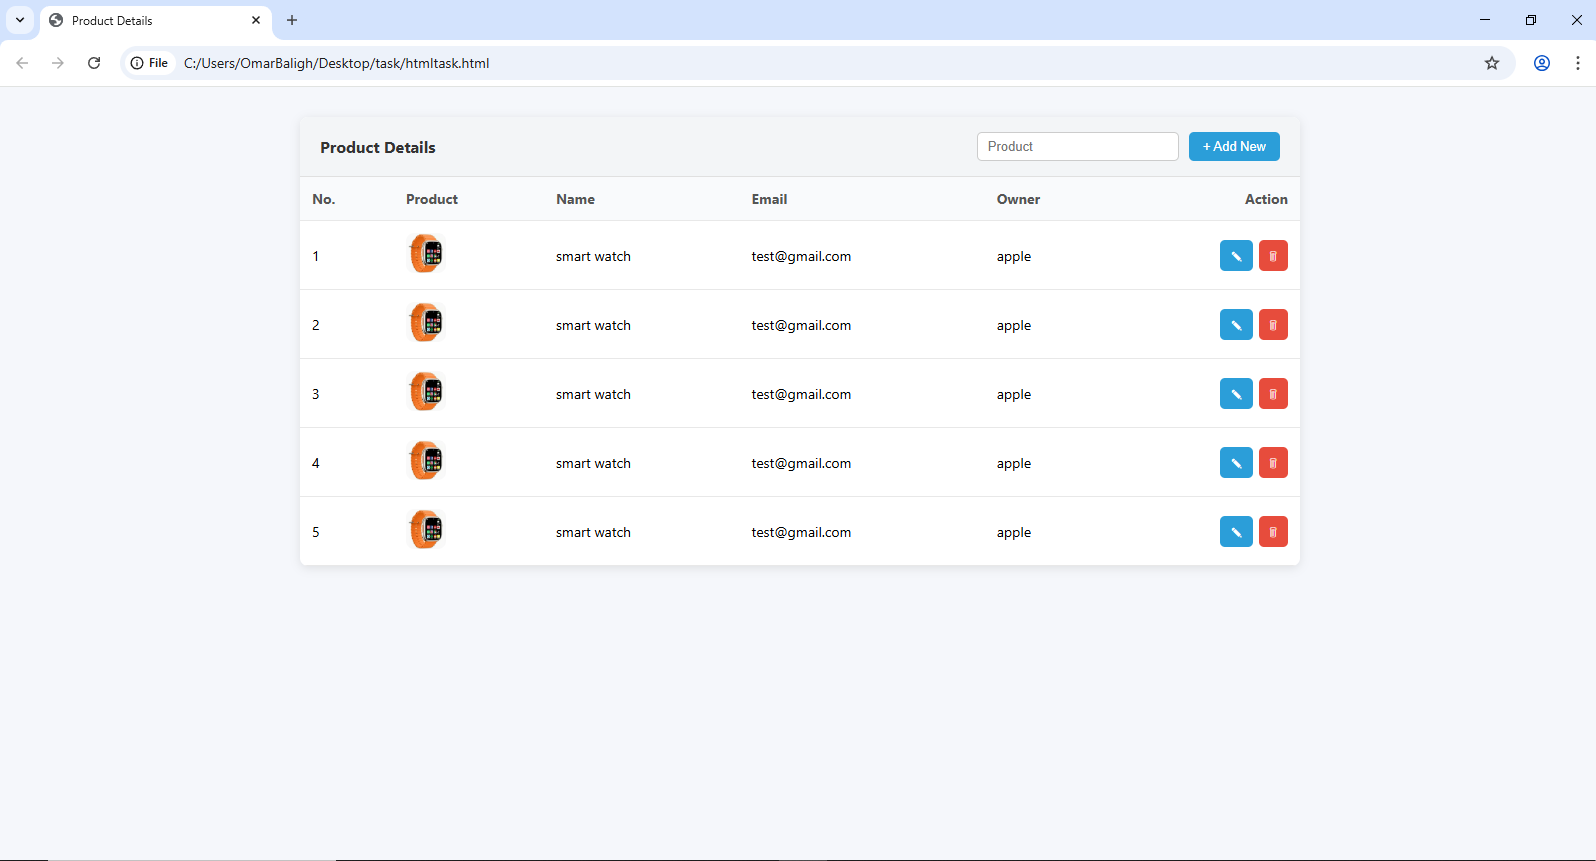 Product Details
File C:/Users/OmarBaligh/Desktop/task/htmltask.html
Product Details Product + Add New
No. Product Name Email Owner Action
1 smart watch test@gmail.com apple
2 smart watch test@gmail.com apple
3 smart watch test@gmail.com apple
4 smart watch test@gmail.com apple
5 smart watch test@gmail.com apple